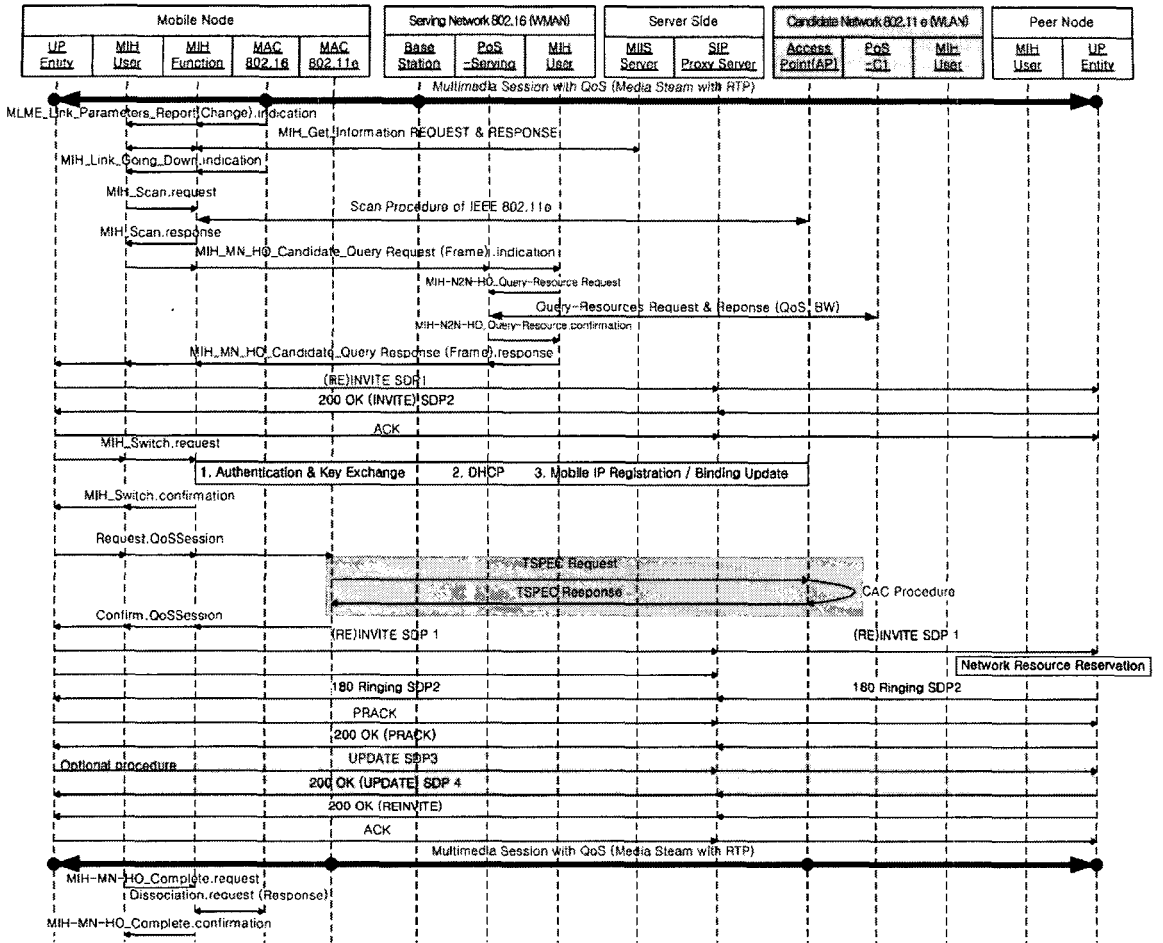 Mobile Node
Serving Network 802.16 (WMAN)
Server Side
Candidate Network 802.11 e (WLAN)
Peer Node
UP Entity
MIH User
MIH Function
MAC 802.16
MAC 802.11e
Base Station
PoS -Serving
MIH User
MIIS Server
SIP Proxy Server
Access Point(AP)
PoS -C1
MIH User
MIH User
UP Entity
Multimedia Session with QoS (Media Steam with RTP)
MLME_Link_Parameters_Report(Change).indication
MIH_Get_Information REQUEST & RESPONSE
MIH_Link_Going_Down.indication
MIH_Scan.request
Scan Procedure of IEEE 802.11e
MIH_Scan.response
MIH_MN_HO_Candidate_Query Request (Frame).indication
MIH-N2N-HO_Query-Resource Request
Query-Resources Request & Reponse (QoS, BW)
MIH-N2N-HO_Query-Resource.confirmation
MIH_MN_HO_Candidate_Query Response (Frame).response
(RE)INVITE SDP1
200 OK (INVITE) SDP2
ACK
MIH_Switch.request
1. Authentication & Key Exchange 2. DHCP 3. Mobile IP Registration / Binding Update
MIH_Switch.confirmation
Request.QoSSession
TSPEC Request
TSPEC Response
CAC Procedure
Confirm.QoSSession
(RE)INVITE SDP 1
(RE)INVITE SDP 1
Network Resource Reservation
180 Ringing SDP2
180 Ringing SDP2
PRACK
200 OK (PRACK)
UPDATE SDP3
Optional procedure
200 OK (UPDATE) SDP 4
200 OK (REINVITE)
ACK
Multimedia Session with QoS (Media Steam with RTP)
MIH-MN-HO_Complete.request
Dissociation.request (Response)
MIH-MN-HO_Complete.confirmation